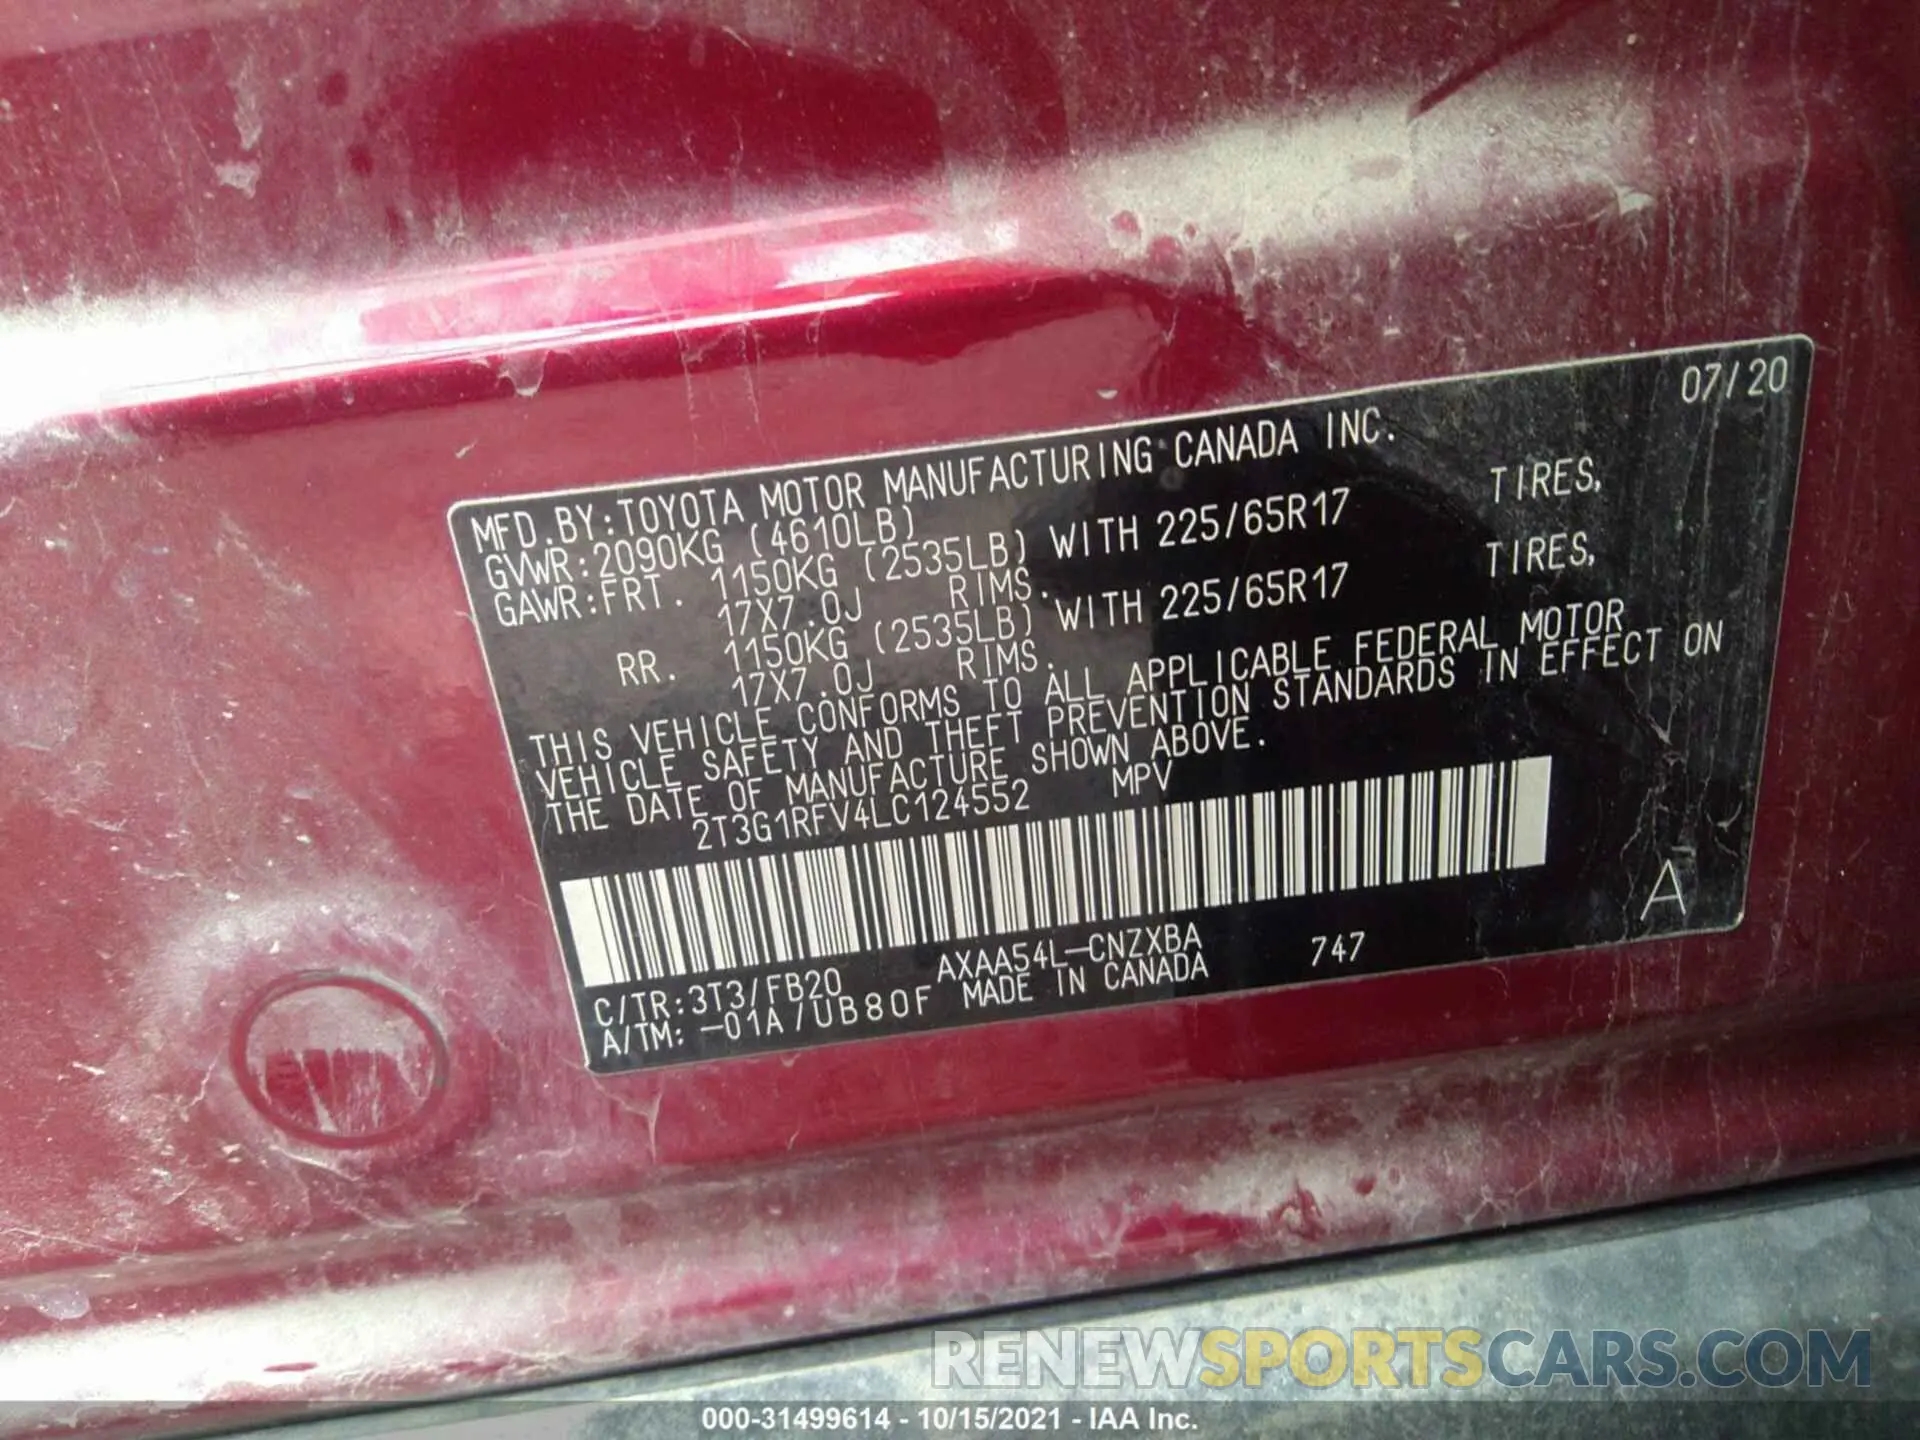 07/20
MFD.BY:TOYOTA MOTOR MANUFACTURING CANADA INC.
GVWR:2090KG (4610LB)
GAWR:FRT. 1150KG (2535LB) WITH 225/65R17 TIRES,
17X7.0J RIMS.
RR. 1150KG (2535LB) WITH 225/65R17 TIRES,
17X7.0J RIMS.
THIS VEHICLE CONFORMS TO ALL APPLICABLE FEDERAL MOTOR
VEHICLE SAFETY AND THEFT PREVENTION STANDARDS IN EFFECT ON
THE DATE OF MANUFACTURE SHOWN ABOVE.
2T3G1RFV4LC124552 MPV
A
C/TR:3T3/FB20 AXAA54L-CNZXBA 747
A/TM:-01A/UB80F MADE IN CANADA
RENEWSPORTSCARS.COM
000-31499614 - 10/15/2021 - IAA Inc.